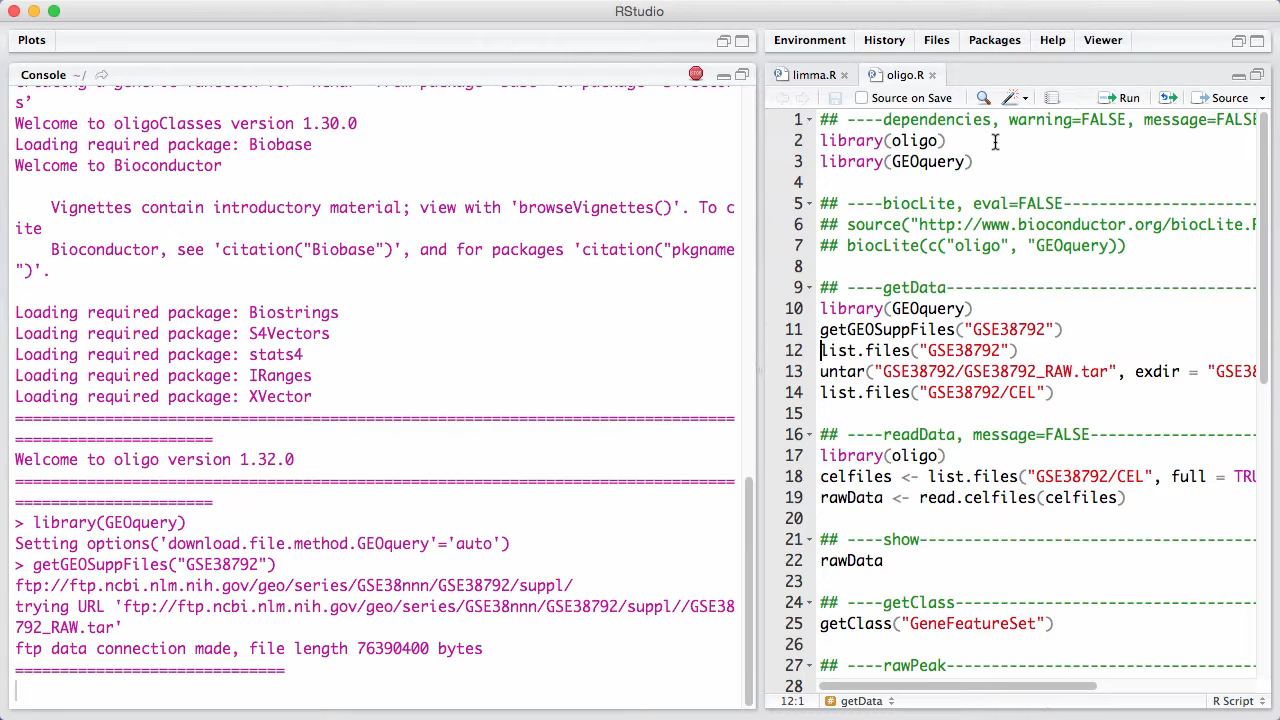 RStudio
Plots
Console ~/
s’
Welcome to oligoClasses version 1.30.0
Loading required package: Biobase
Welcome to Bioconductor
Vignettes contain introductory material; view with 'browseVignettes()'. To c
ite
Bioconductor, see 'citation("Biobase")', and for packages 'citation("pkgname
")'.
Loading required package: Biostrings
Loading required package: S4Vectors
Loading required package: stats4
Loading required package: IRanges
Loading required package: XVector
================================================================================
======================
Welcome to oligo version 1.32.0
================================================================================
======================
> library(GEOquery)
Setting options('download.file.method.GEOquery'='auto')
> getGEOSuppFiles("GSE38792")
ftp://ftp.ncbi.nlm.nih.gov/geo/series/GSE38nnn/GSE38792/suppl/
trying URL 'ftp://ftp.ncbi.nlm.nih.gov/geo/series/GSE38nnn/GSE38792/suppl//GSE38
792_RAW.tar'
ftp data connection made, file length 76390400 bytes
==============================
Environment History Files Packages Help Viewer
limma.R oligo.R
Source on Save Run Source
1 ## ----dependencies, warning=FALSE, message=FALSE
2 library(oligo)
3 library(GEOquery)
4
5 ## ----biocLite, eval=FALSE----------------------
6 ## source("http://www.bioconductor.org/biocLite.R
7 ## biocLite(c("oligo", "GEOquery))
8
9 ## ----getData-----------------------------------
10 library(GEOquery)
11 getGEOSuppFiles("GSE38792")
12 list.files("GSE38792")
13 untar("GSE38792/GSE38792_RAW.tar", exdir = "GSE38
14 list.files("GSE38792/CEL")
15
16 ## ----readData, message=FALSE-------------------
17 library(oligo)
18 celfiles <- list.files("GSE38792/CEL", full = TRU
19 rawData <- read.celfiles(celfiles)
20
21 ## ----show--------------------------------------
22 rawData
23
24 ## ----getClass----------------------------------
25 getClass("GeneFeatureSet")
26
27 ## ----rawPeak-----------------------------------
28
12:1 getData R Script